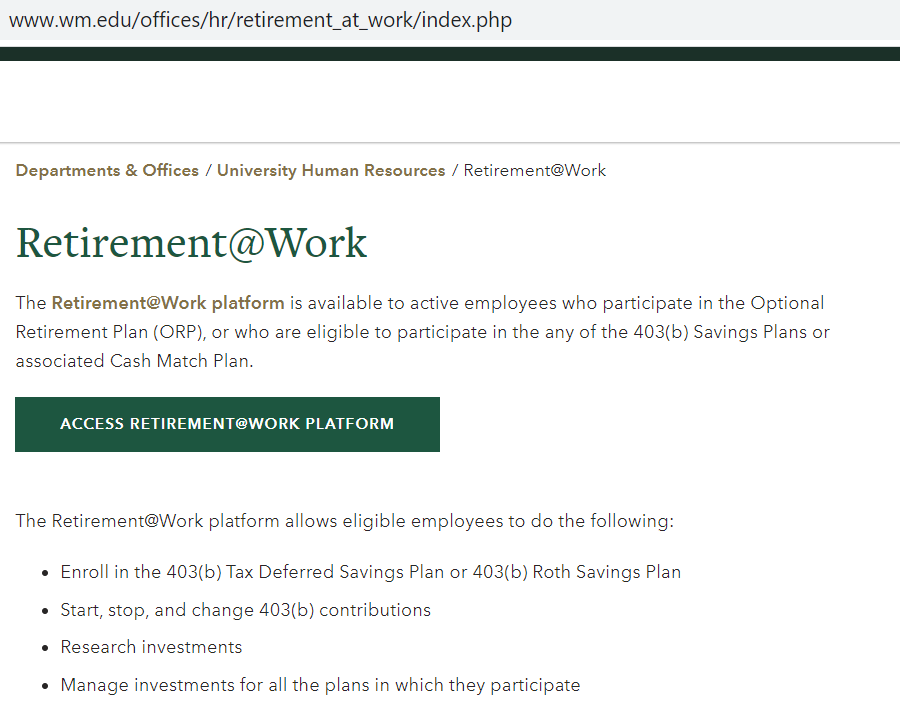 www.wm.edu/offices/hr/retirement_at_work/index.php
Departments & Offices / University Human Resources / Retirement@Work
Retirement@Work
The Retirement@Work platform is available to active employees who participate in the Optional
Retirement Plan (ORP), or who are eligible to participate in the any of the 403(b) Savings Plans or
associated Cash Match Plan.
ACCESS RETIREMENT@WORK PLATFORM
The Retirement@Work platform allows eligible employees to do the following:
• Enroll in the 403(b) Tax Deferred Savings Plan or 403(b) Roth Savings Plan
• Start, stop, and change 403(b) contributions
• Research investments
• Manage investments for all the plans in which they participate